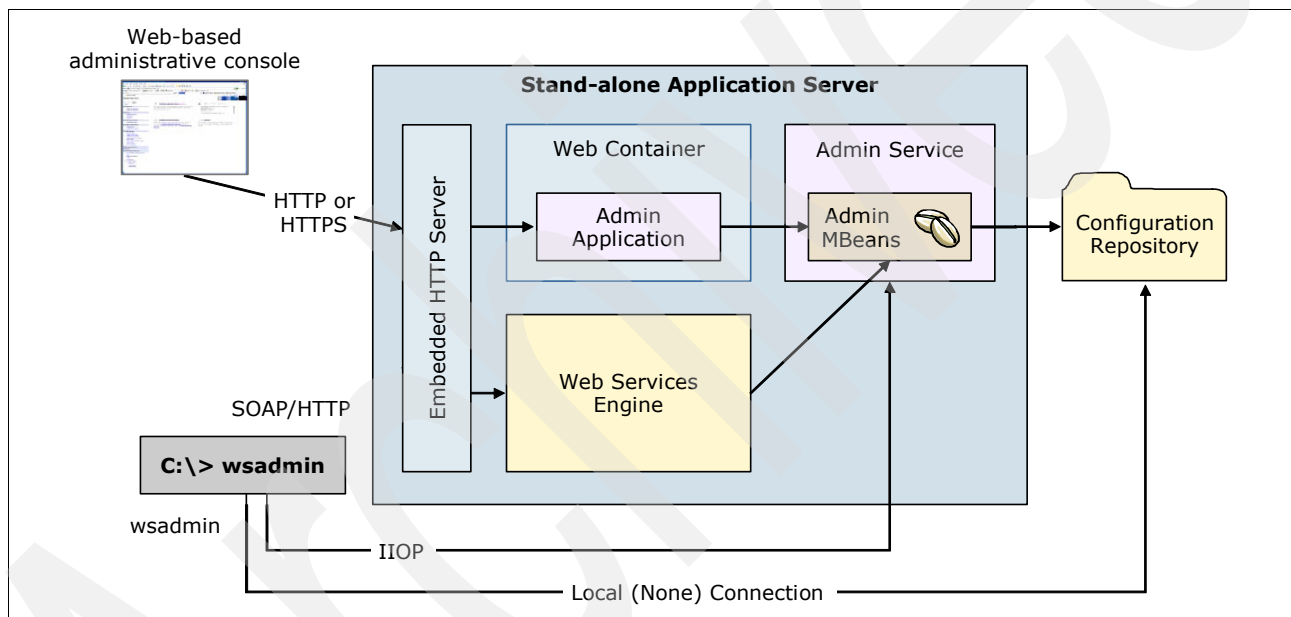 Web-based
administrative console
Stand-alone Application Server
Web Container
Admin Service
HTTP or
HTTPS
Embedded HTTP Server
Admin
Application
Admin
MBeans
Configuration
Repository
Web Services
Engine
SOAP/HTTP
C:\> wsadmin
wsadmin
IIOP
Local (None) Connection